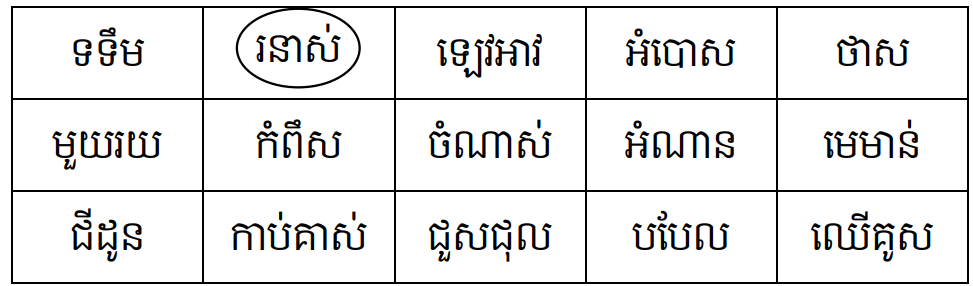 ទទឹម រនាស់ ឡេវអាវ អំបោស ថាស
មួយរយ កំពឹស ចំណាស់ អំណាន មេមាន់
ជីដូន កាប់គាស់ ជួសជុល បបែល ឈើគូស